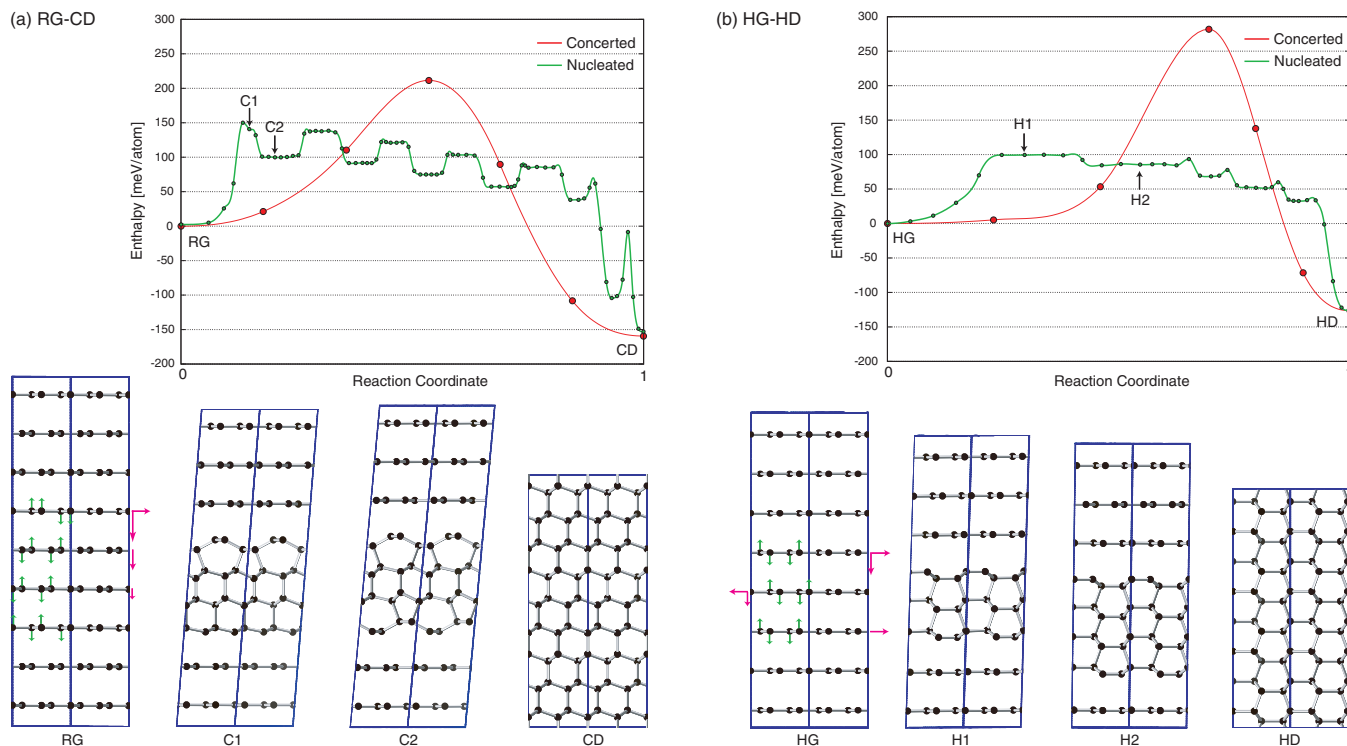 (a) RG-CD
300
250
200
150
100
50
0
-50
-100
-150
-200
Enthalpy [meV/atom]
Concerted
Nucleated
C1
C2
RG
CD
0
Reaction Coordinate
1
RG
C1
C2
CD
(b) HG-HD
300
250
200
150
100
50
0
-50
-100
-150
-200
Enthalpy [meV/atom]
Concerted
Nucleated
H1
H2
HG
HD
0
Reaction Coordinate
1
HG
H1
H2
HD